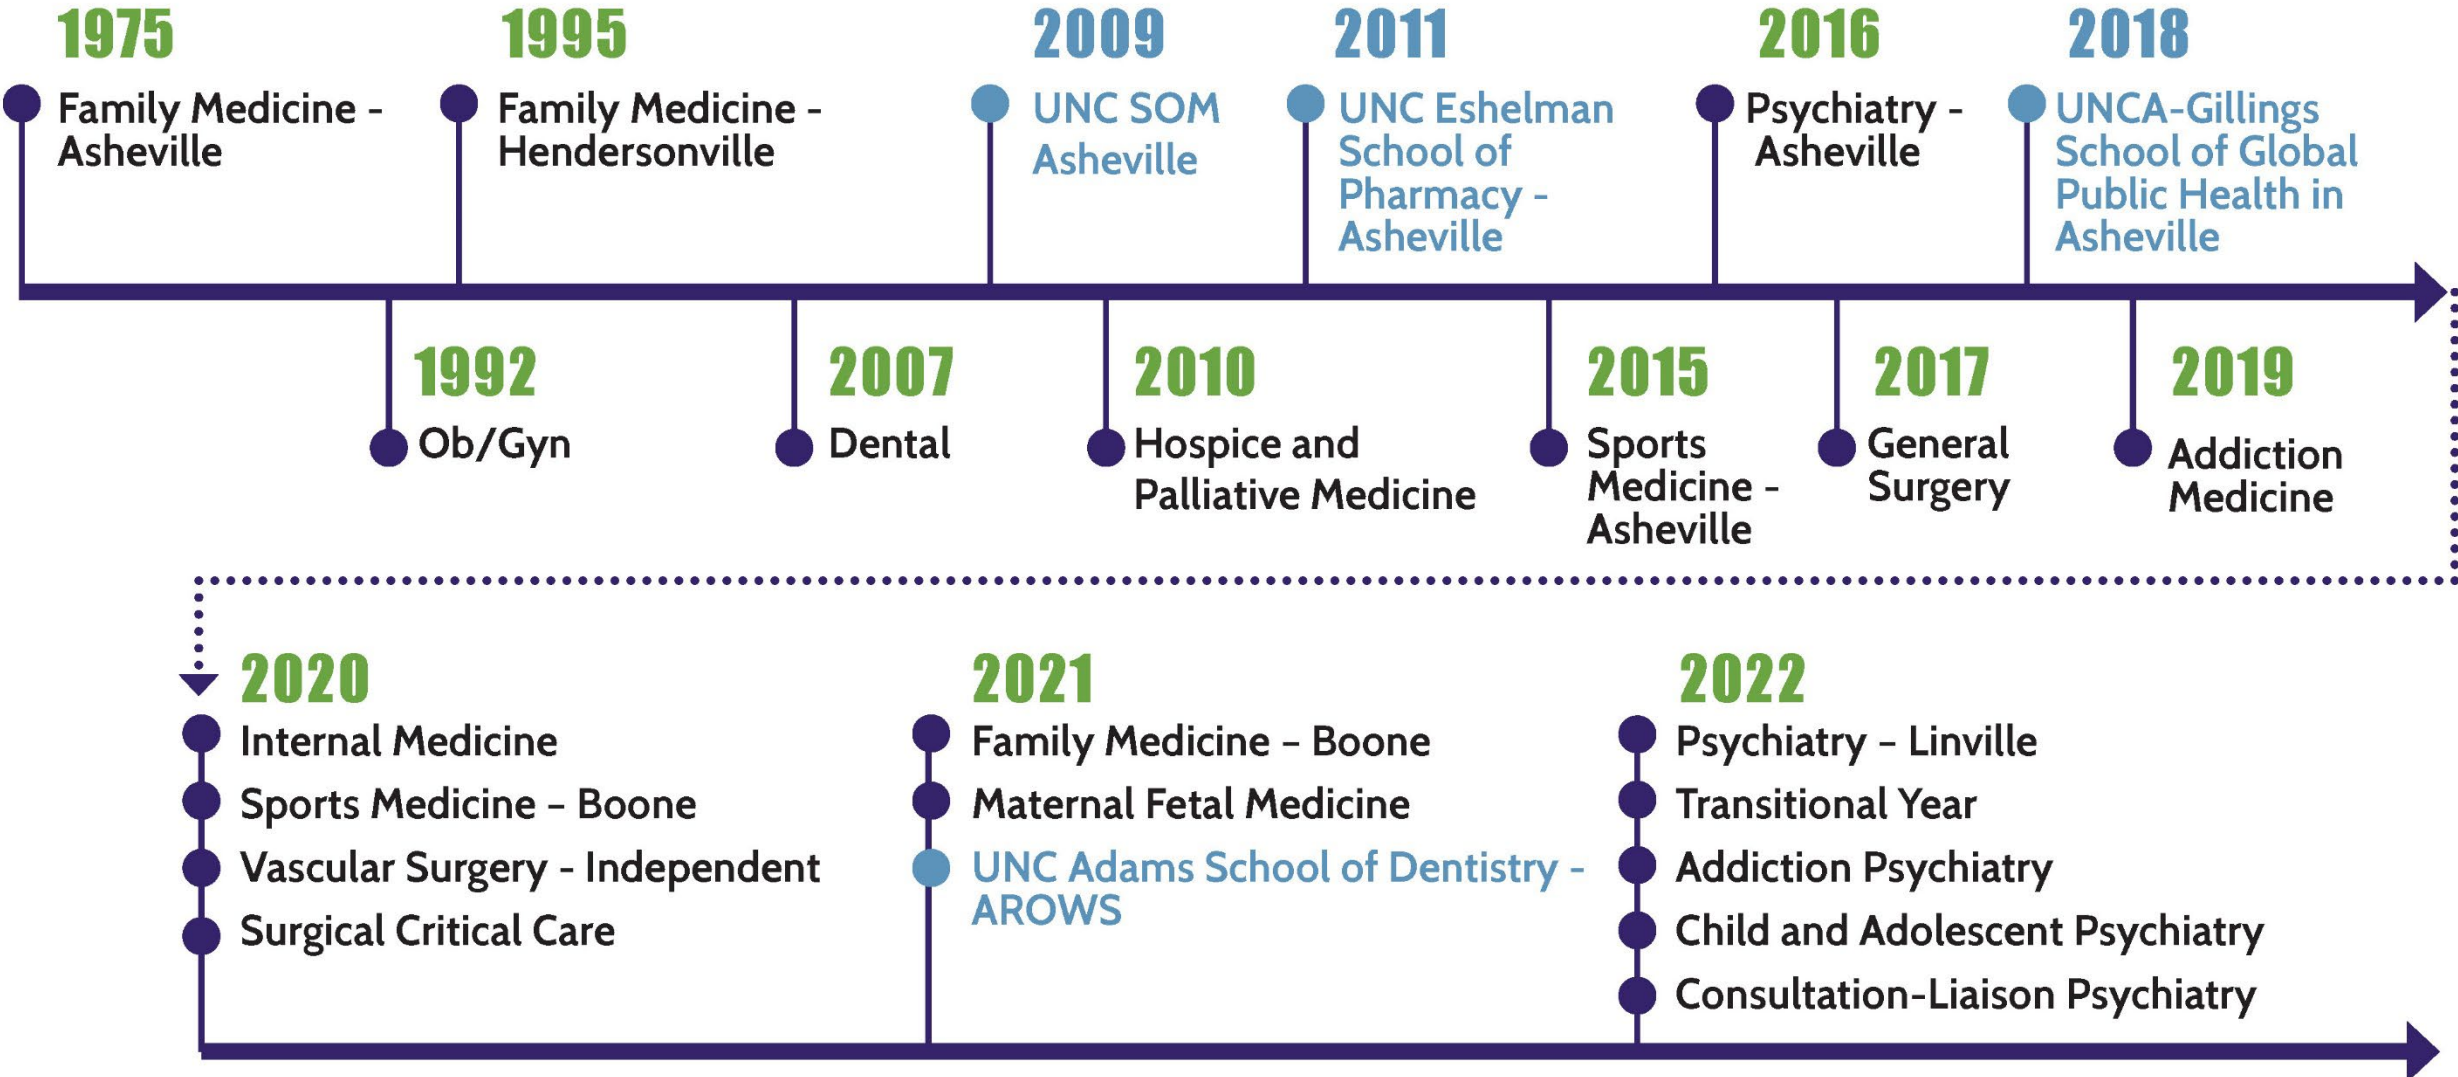 1975
Family Medicine -
Asheville
1995
Family Medicine -
Hendersonville
2009
UNC SOM
Asheville
2011
UNC Eshelman
School of
Pharmacy -
Asheville
2016
Psychiatry -
Asheville
2018
UNCA-Gillings
School of Global
Public Health in
Asheville
1992
Ob/Gyn
2007
Dental
2010
Hospice and
Palliative Medicine
2015
Sports
Medicine -
Asheville
2017
General
Surgery
2019
Addiction
Medicine
2020
Internal Medicine
Sports Medicine – Boone
Vascular Surgery - Independent
Surgical Critical Care
2021
Family Medicine – Boone
Maternal Fetal Medicine
UNC Adams School of Dentistry -
AROWS
2022
Psychiatry – Linville
Transitional Year
Addiction Psychiatry
Child and Adolescent Psychiatry
Consultation-Liaison Psychiatry